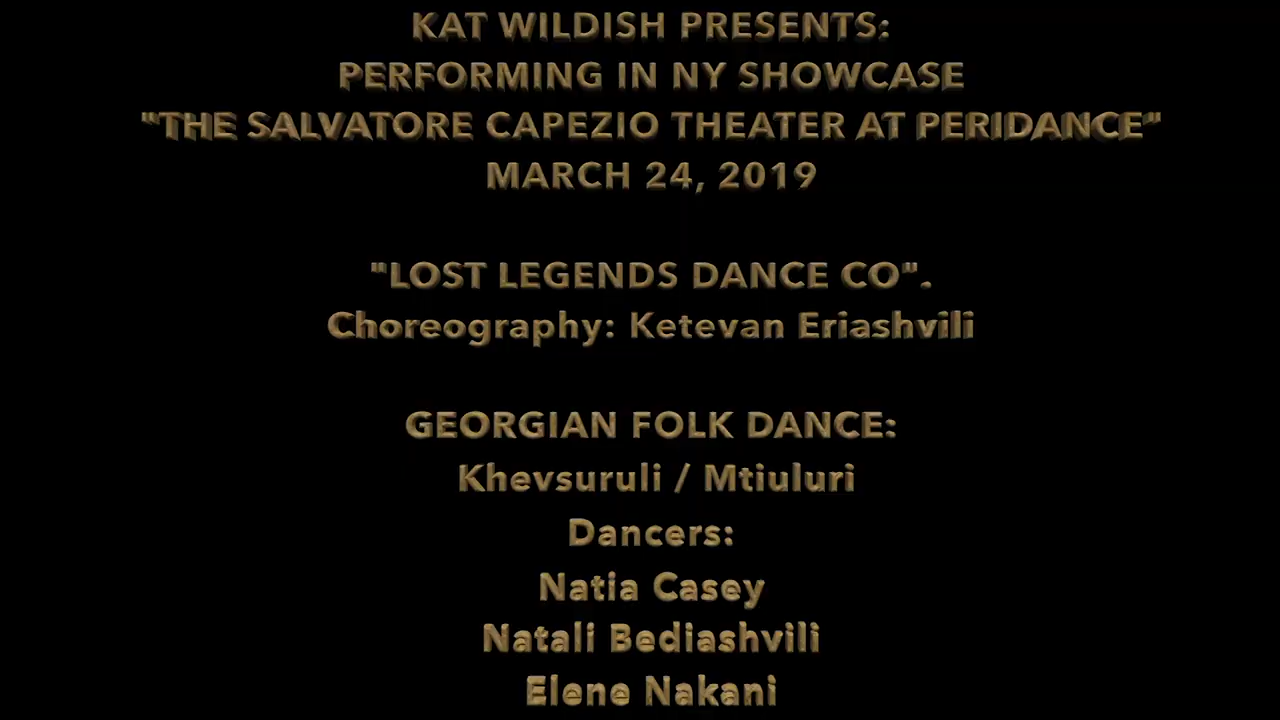 KAT WILDISH PRESENTS:
PERFORMING IN NY SHOWCASE
"THE SALVATORE CAPEZIO THEATER AT PERIDANCE"
MARCH 24, 2019
"LOST LEGENDS DANCE CO".
Choreography: Ketevan Eriashvili
GEORGIAN FOLK DANCE:
Khevsuruli / Mtiuluri
Dancers:
Natia Casey
Natali Bediashvili
Elene Nakani